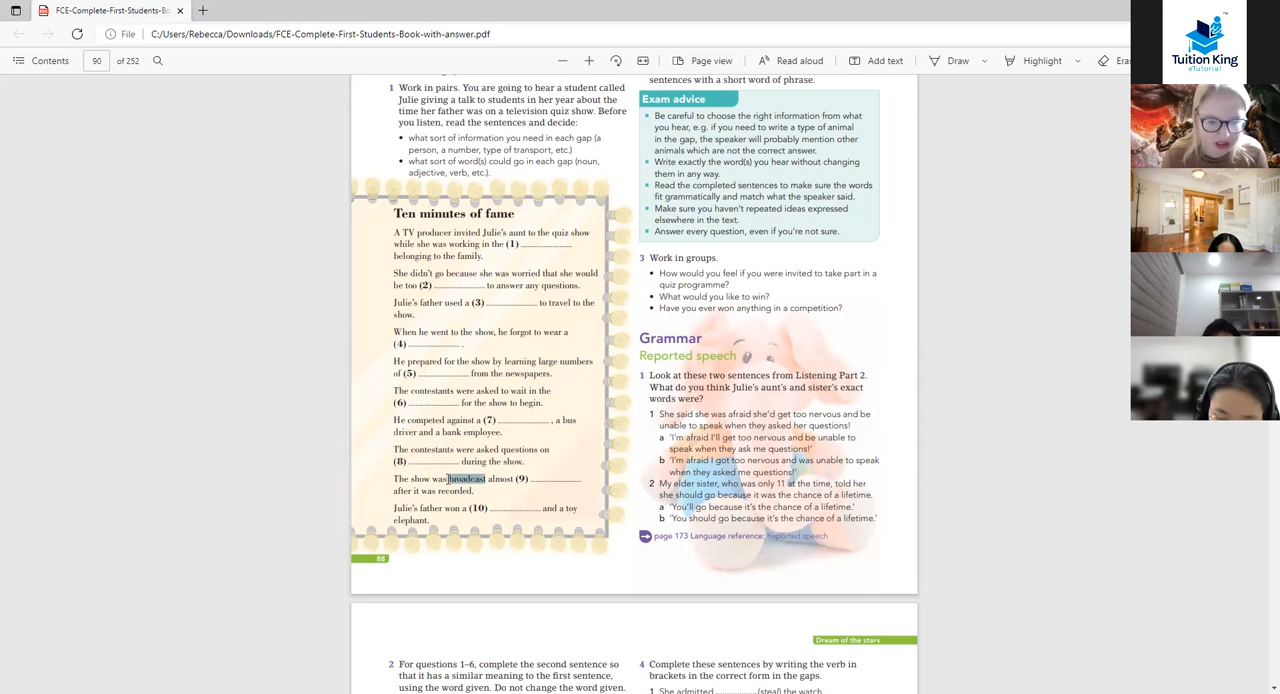 FCE-Complete-First-Students-Bo
File
C:/Users/Rebecca/Downloads/FCE-Complete-First-Students-Book-with-answer.pdf
Contents
90
of 252
Page view
Read aloud
Add text
Draw
Highlight
Eras
Tuition King
eTutorial
TM
1 Work in pairs. You are going to hear a student called
Julie giving a talk to students in her year about the
time her father was on a television quiz show. Before
you listen, read the sentences and decide:
• what sort of information you need in each gap (a
person, a number, type of transport, etc.)
• what sort of word(s) could go in each gap (noun,
adjective, verb, etc.).
Ten minutes of fame
A TV producer invited Julie's aunt to the quiz show
while she was working in the (1) ....................
belonging to the family.
She didn't go because she was worried that she would
be too (2) .................... to answer any questions.
Julie's father used a (3) .................... to travel to the
show.
When he went to the show, he forgot to wear a
(4) .................... .
He prepared for the show by learning large numbers
of (5) .................... from the newspapers.
The contestants were asked to wait in the
(6) .................... for the show to begin.
He competed against a (7) .................... , a bus
driver and a bank employee.
The contestants were asked questions on
(8) .................... during the show.
The show was broadcast almost (9) ....................
after it was recorded.
Julie's father won a (10) .................... and a toy
elephant.
88
sentences with a short word of phrase.
Exam advice
• Be careful to choose the right information from what
you hear, e.g. if you need to write a type of animal
in the gap, the speaker will probably mention other
animals which are not the correct answer.
• Write exactly the word(s) you hear without changing
them in any way.
• Read the completed sentences to make sure the words
fit grammatically and match what the speaker said.
• Make sure you haven't repeated ideas expressed
elsewhere in the text.
• Answer every question, even if you're not sure.
3 Work in groups.
• How would you feel if you were invited to take part in a
quiz programme?
• What would you like to win?
• Have you ever won anything in a competition?
Grammar
Reported speech
1 Look at these two sentences from Listening Part 2.
What do you think Julie's aunt's and sister's exact
words were?
1 She said she was afraid she'd get too nervous and be
unable to speak when they asked her questions!
a 'I'm afraid I'll get too nervous and be unable to
speak when they ask me questions!'
b 'I'm afraid I got too nervous and was unable to speak
when they asked me questions!'
2 My elder sister, who was only 11 at the time, told her
she should go because it was the chance of a lifetime.
a 'You'll go because it's the chance of a lifetime.'
b 'You should go because it's the chance of a lifetime.'
page 173 Language reference: Reported speech
Dream of the stars
2 For questions 1–6, complete the second sentence so
that it has a similar meaning to the first sentence,
using the word given. Do not change the word given.
4 Complete these sentences by writing the verb in
brackets in the correct form in the gaps.
1 She admitted .................... (steal) the watch.